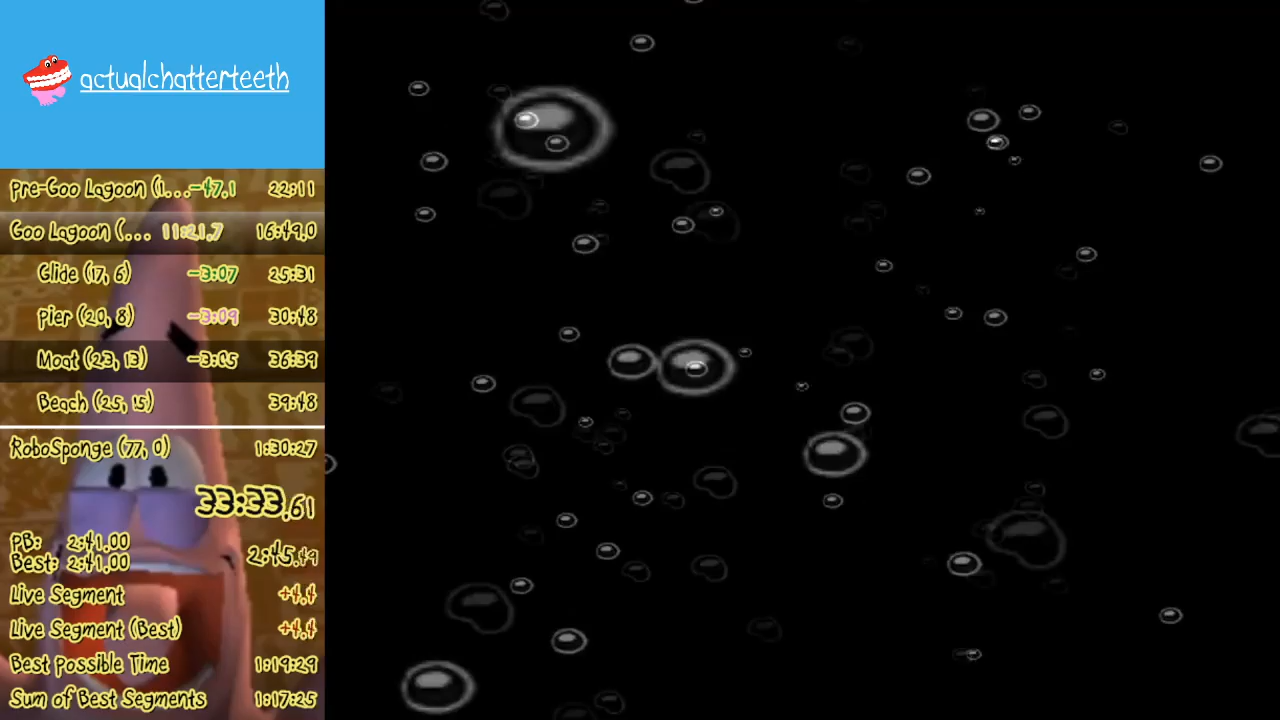 actualchatterteeth
Pre-Goo Lagoon (1... -47.1 22:11
Goo Lagoon (... 11:21.7 16:49.0
Glide (17, 6) -3:07 25:31
Pier (20, 8) -3:09 30:48
Moat (23, 13) -3:05 36:39
Beach (25, 15) 39:48
RoboSponge (77, 0) 1:30:27
33:33.61
PB: 2:41.00
Best: 2:41.00 2:45.49
Live Segment +4.4
Live Segment (Best) +4.4
Best Possible Time 1:19:29
Sum of Best Segments 1:17:25